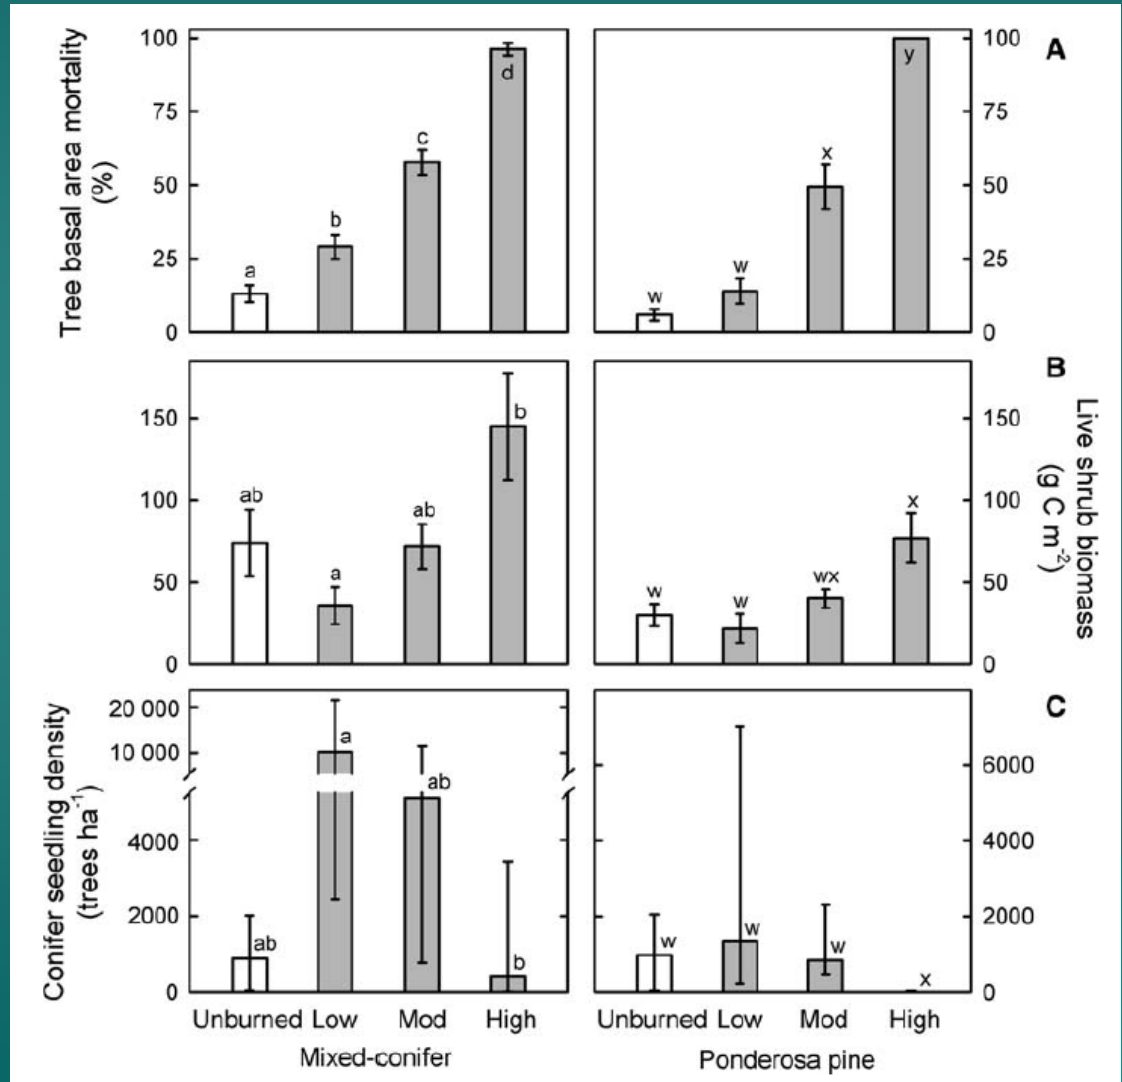 Tree basal area mortality
(%)
100
75
50
25
0
a
b
c
d
w
w
x
y
100
75
50
25
0
A
150
100
50
0
ab
a
ab
b
w
w
wx
x
150
100
50
0
B
Live shrub biomass
(g C m⁻²)
Conifer seedling density
(trees ha⁻¹)
20 000
10 000
4000
2000
0
ab
a
ab
b
w
w
w
x
6000
4000
2000
0
C
Unburned Low Mod High
Unburned Low Mod High
Mixed-conifer
Ponderosa pine